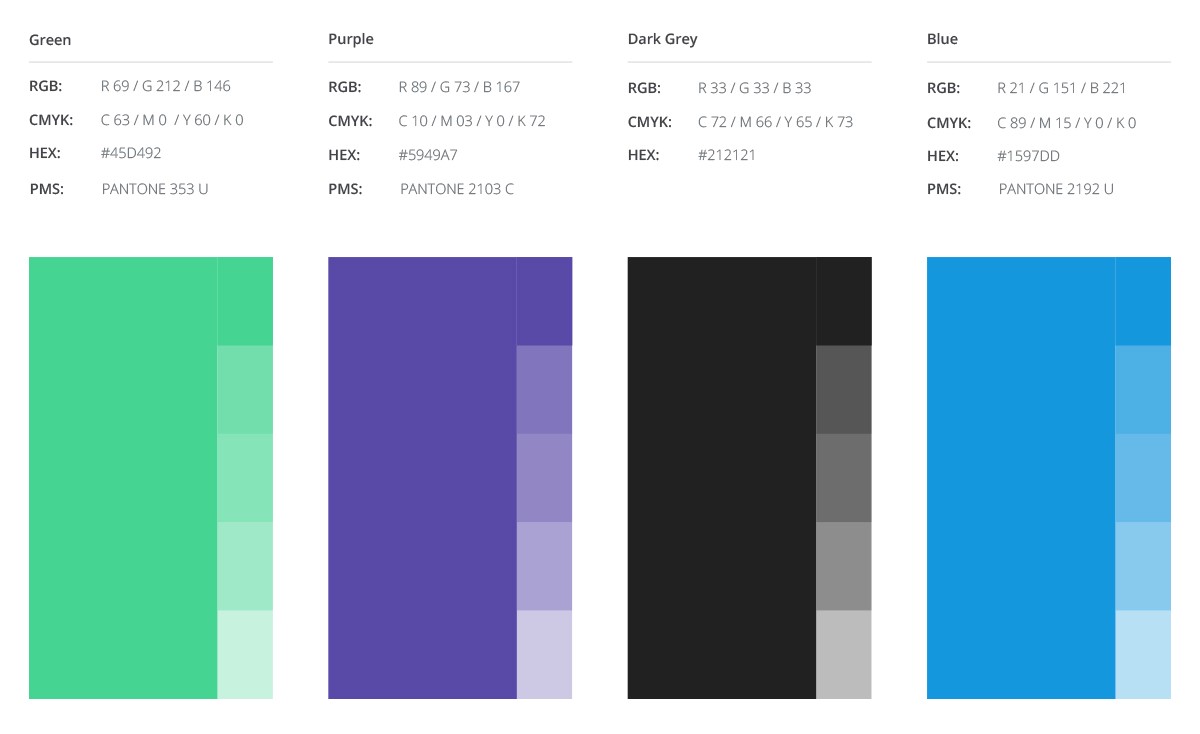 Green
RGB: R 69 / G 212 / B 146
CMYK: C 63 / M 0 / Y 60 / K 0
HEX: #45D492
PMS: PANTONE 353 U
Purple
RGB: R 89 / G 73 / B 167
CMYK: C 10 / M 03 / Y 0 / K 72
HEX: #5949A7
PMS: PANTONE 2103 C
Dark Grey
RGB: R 33 / G 33 / B 33
CMYK: C 72 / M 66 / Y 65 / K 73
HEX: #212121
Blue
RGB: R 21 / G 151 / B 221
CMYK: C 89 / M 15 / Y 0 / K 0
HEX: #1597DD
PMS: PANTONE 2192 U